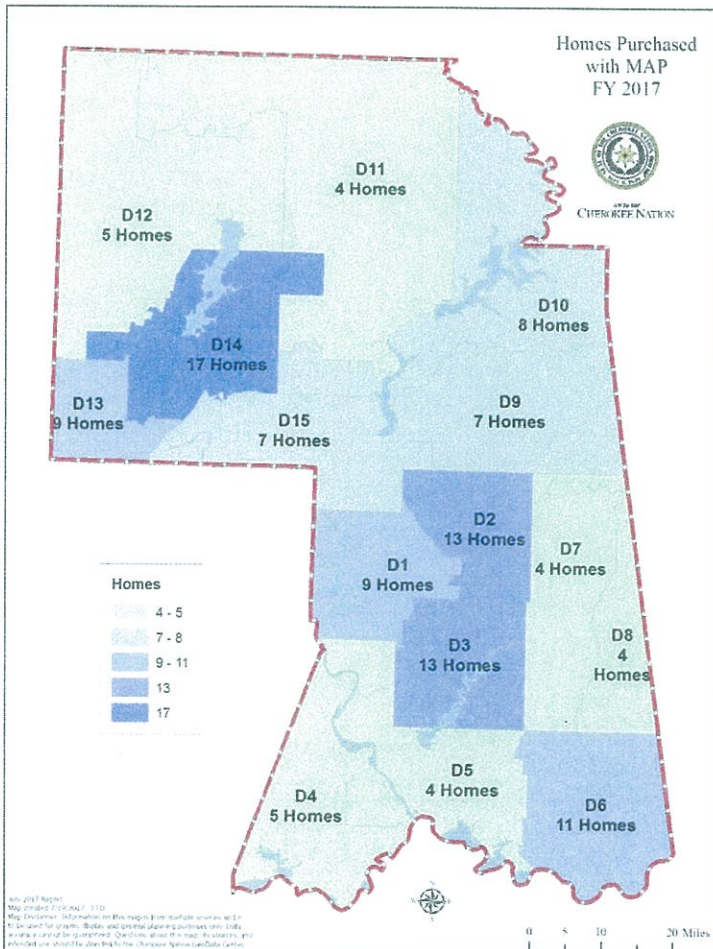 Homes Purchased
with MAP
FY 2017
CHEROKEE NATION
D11
4 Homes
D12
5 Homes
D10
8 Homes
D14
17 Homes
D13
9 Homes
D15
7 Homes
D9
7 Homes
D2
13 Homes
D7
4 Homes
D1
9 Homes
D8
4
Homes
D3
13 Homes
Homes
4 - 5
7 - 8
9 - 11
13
17
D5
4 Homes
D4
5 Homes
D6
11 Homes
0 5 10 20 Miles